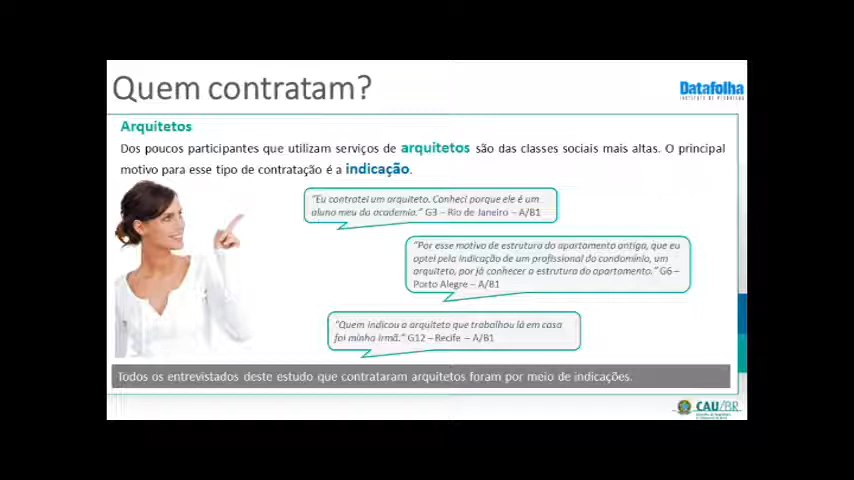 Quem contratam?
Datafolha
INSTITUTO DE PESQUISAS
Arquitetos
Dos poucos participantes que utilizam serviços de arquitetos são das classes sociais mais altas. O principal
motivo para esse tipo de contratação é a indicação.
"Eu contratei um arquiteto. Conheci porque ele é um
aluno meu da academia." G3 – Rio de Janeiro – A/B1
"Por esse motivo de estrutura do apartamento antiga, que eu
optei pela indicação de um profissional do condomínio, um
arquiteto, por já conhecer a estrutura do apartamento." G6 –
Porto Alegre – A/B1
"Quem indicou a arquiteta que trabalhou lá em casa
foi minha irmã." G12 – Recife – A/B1
Todos os entrevistados deste estudo que contrataram arquitetos foram por meio de indicações.
CAU/BR